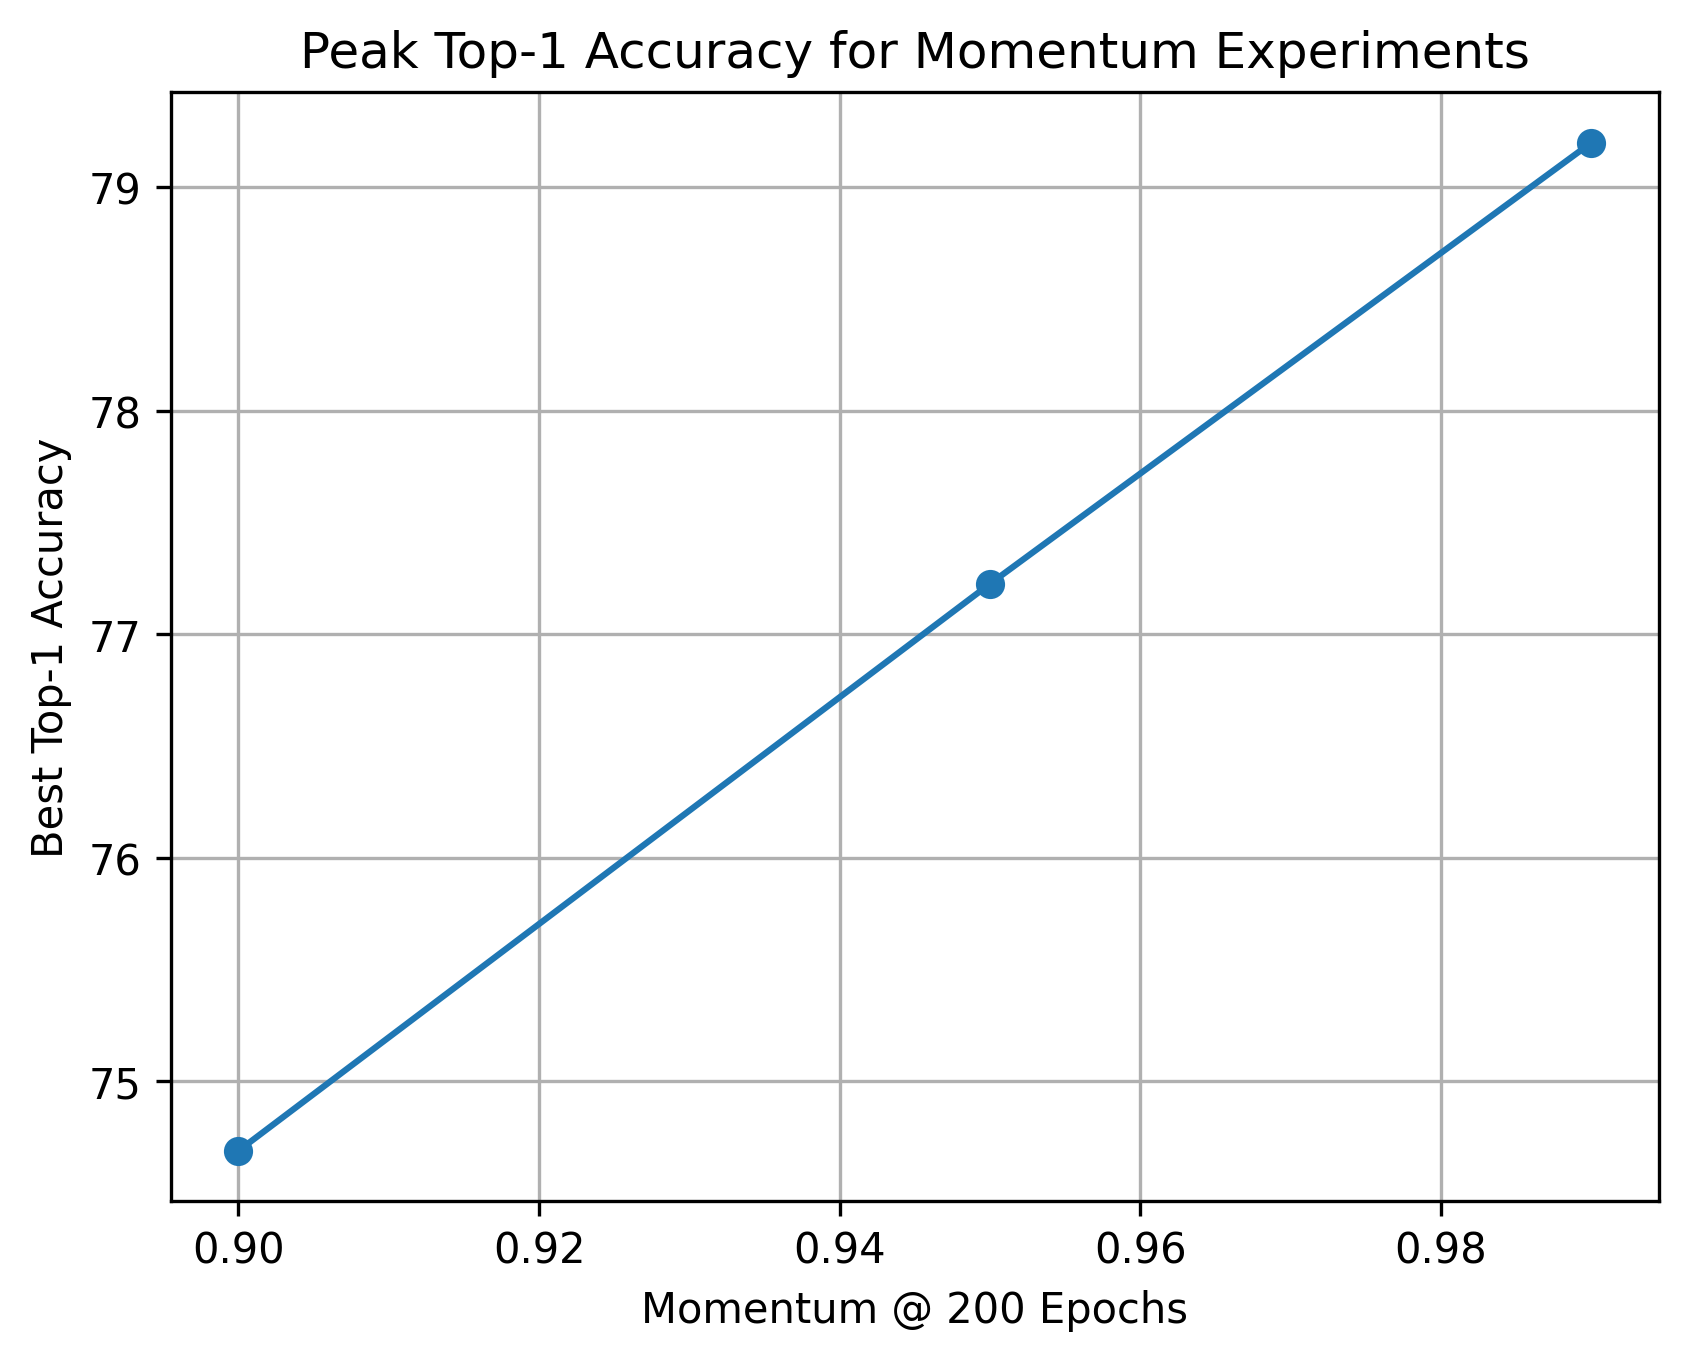 Peak Top-1 Accuracy for Momentum Experiments
79
78
77
76
75
Best Top-1 Accuracy
0.90 0.92 0.94 0.96 0.98
Momentum @ 200 Epochs